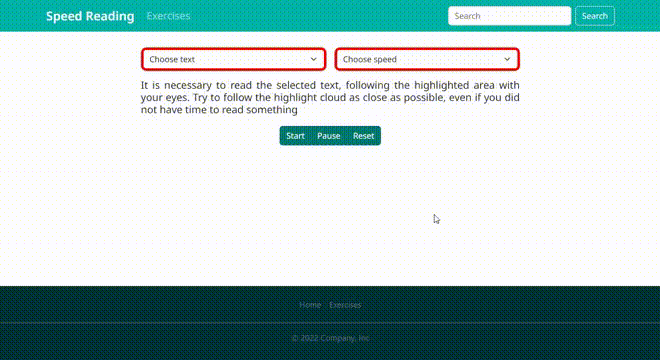 Speed Reading Exercises Search Search
Choose text Choose speed
It is necessary to read the selected text, following the highlighted area with
your eyes. Try to follow the highlight cloud as close as possible, even if you did
not have time to read something
Start Pause Reset
Home Exercises
© 2022 Company, Inc